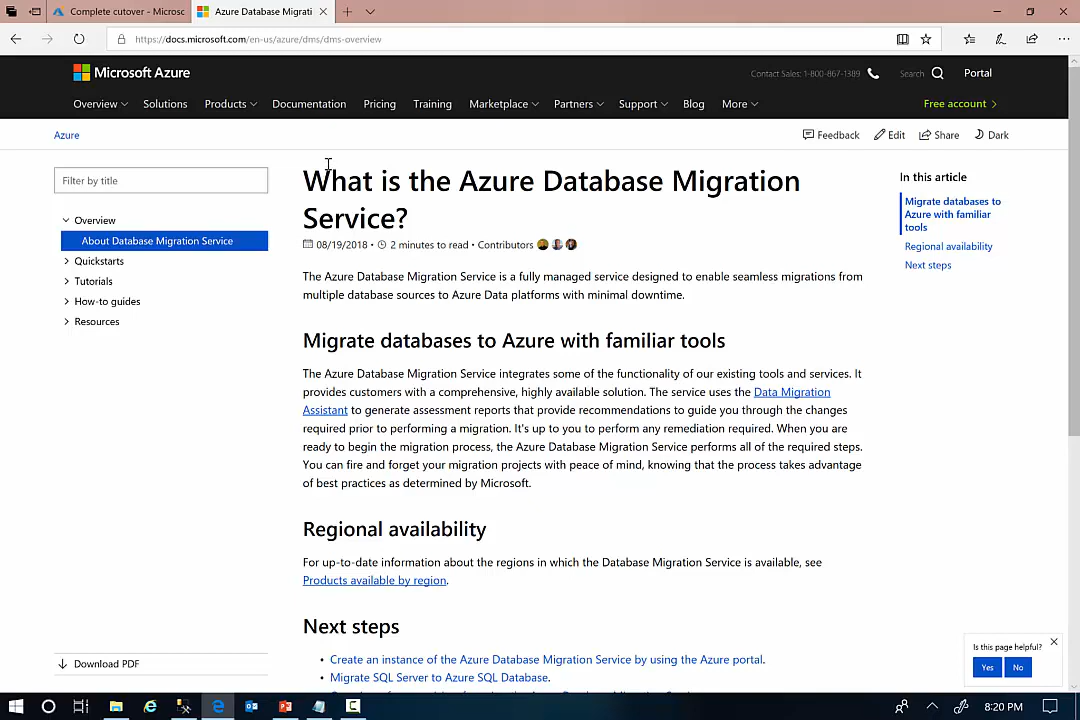 Complete cutover - Microsc
Azure Database Migrati
https://docs.microsoft.com/en-us/azure/dms/dms-overview
Microsoft Azure
Contact Sales: 1-800-867-1389
Search
Portal
Overview
Solutions
Products
Documentation
Pricing
Training
Marketplace
Partners
Support
Blog
More
Free account
Azure
Feedback
Edit
Share
Dark
Filter by title
Overview
About Database Migration Service
Quickstarts
Tutorials
How-to guides
Resources
Download PDF
What is the Azure Database Migration
Service?
08/19/2018 • 2 minutes to read • Contributors
The Azure Database Migration Service is a fully managed service designed to enable seamless migrations from
multiple database sources to Azure Data platforms with minimal downtime.
Migrate databases to Azure with familiar tools
The Azure Database Migration Service integrates some of the functionality of our existing tools and services. It
provides customers with a comprehensive, highly available solution. The service uses the Data Migration
Assistant to generate assessment reports that provide recommendations to guide you through the changes
required prior to performing a migration. It's up to you to perform any remediation required. When you are
ready to begin the migration process, the Azure Database Migration Service performs all of the required steps.
You can fire and forget your migration projects with peace of mind, knowing that the process takes advantage
of best practices as determined by Microsoft.
Regional availability
For up-to-date information about the regions in which the Database Migration Service is available, see
Products available by region.
Next steps
• Create an instance of the Azure Database Migration Service by using the Azure portal.
• Migrate SQL Server to Azure SQL Database.
In this article
Migrate databases to
Azure with familiar
tools
Regional availability
Next steps
Is this page helpful?
Yes
No
8:20 PM